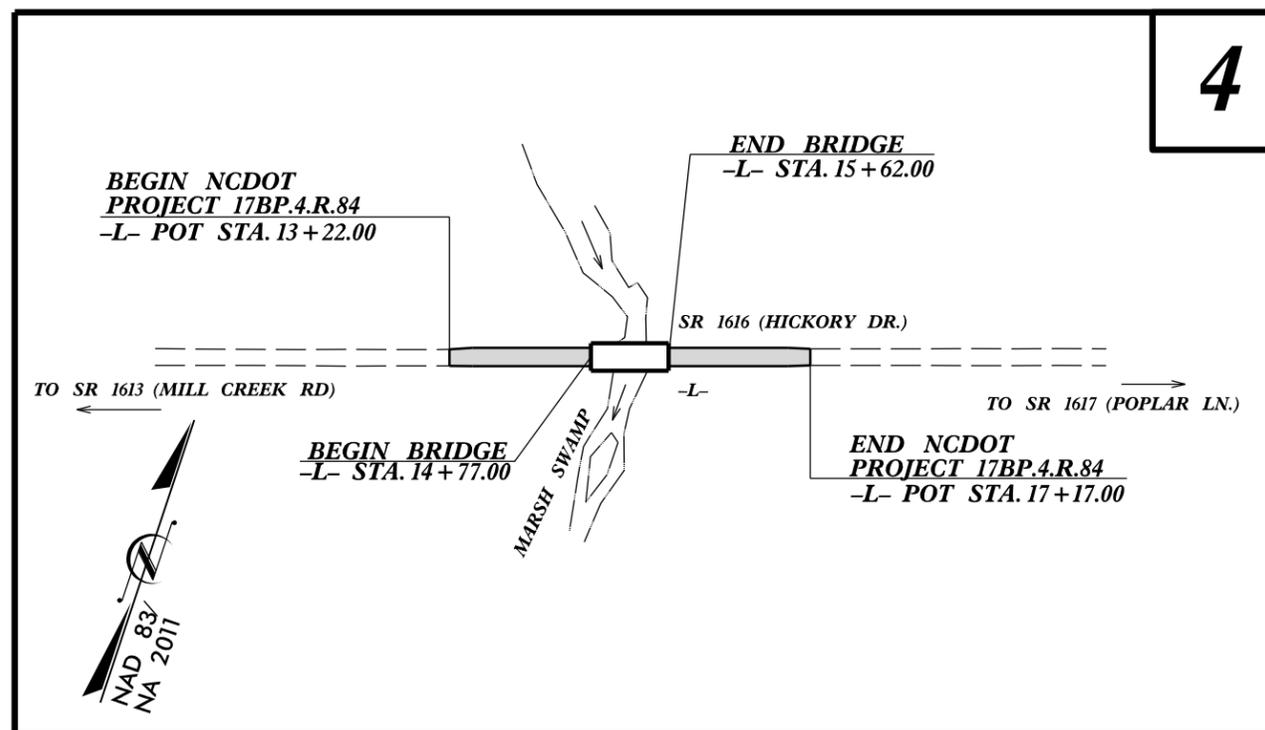 4
END BRIDGE
-L- STA. 15+62.00
BEGIN NCDOT
PROJECT 17BP.4.R.84
-L- POT STA. 13+22.00
SR 1616 (HICKORY DR.)
TO SR 1613 (MILL CREEK RD)
-L-
TO SR 1617 (POPLAR LN.)
BEGIN BRIDGE
-L- STA. 14+77.00
MARSH SWAMP
END NCDOT
PROJECT 17BP.4.R.84
-L- POT STA. 17+17.00
NAD 83/
NA 2011